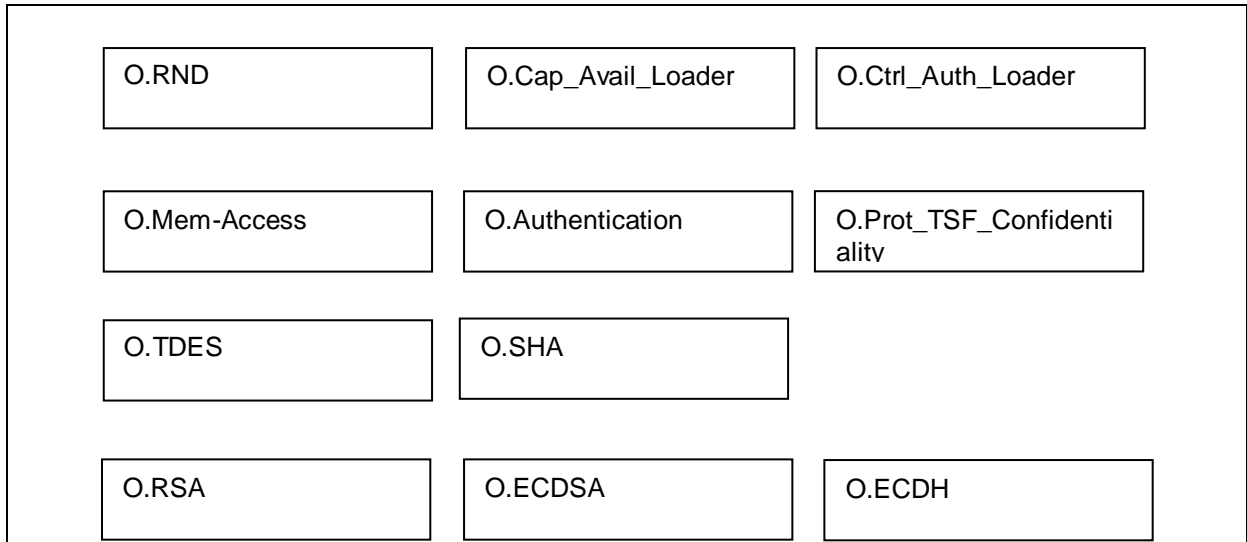 O.RND
O.Cap_Avail_Loader
O.Ctrl_Auth_Loader
O.Mem-Access
O.Authentication
O.Prot_TSF_Confidenti
ality
O.TDES
O.SHA
O.RSA
O.ECDSA
O.ECDH